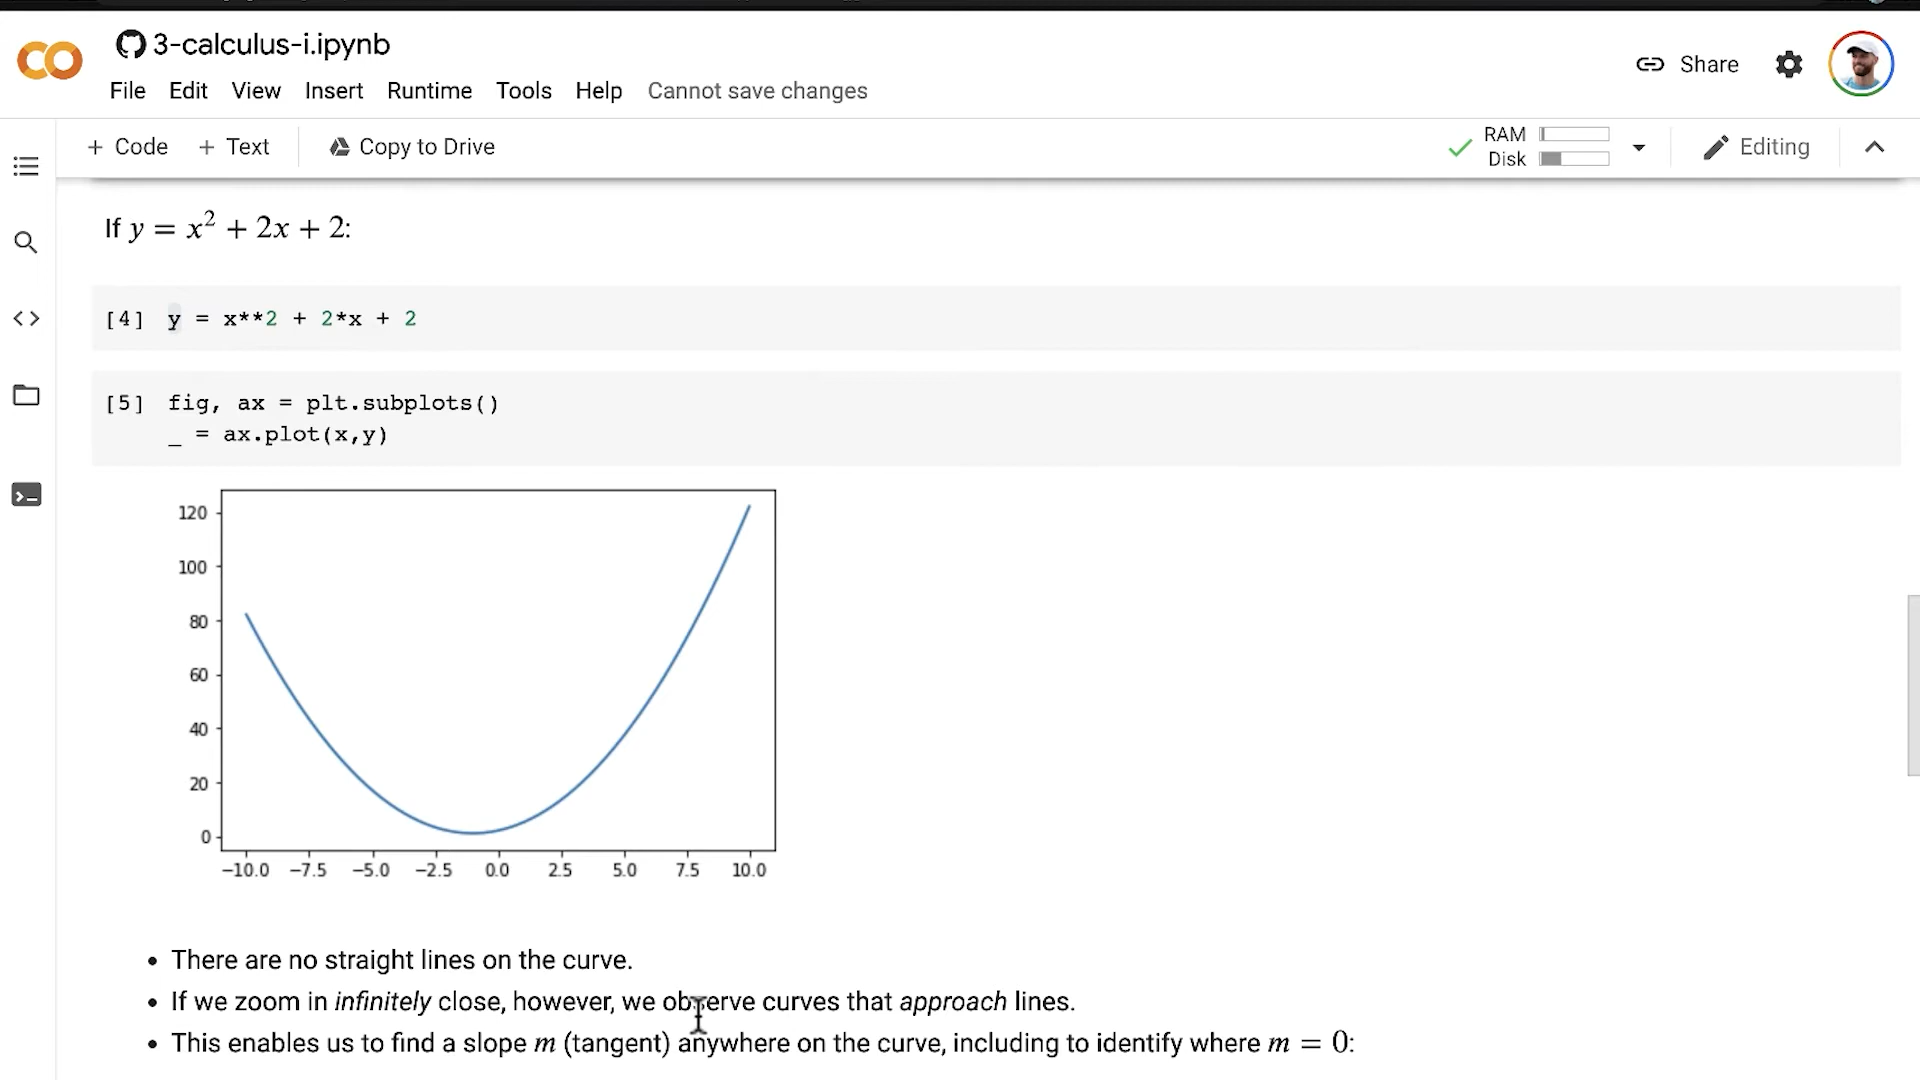 3-calculus-i.ipynb
Share
File Edit View Insert Runtime Tools Help Cannot save changes
+ Code + Text Copy to Drive
RAM
Disk
Editing
If y = x² + 2x + 2:
[4] y = x**2 + 2*x + 2
[5] fig, ax = plt.subplots()
_ = ax.plot(x,y)
120
100
80
60
40
20
0
−10.0 −7.5 −5.0 −2.5 0.0 2.5 5.0 7.5 10.0
• There are no straight lines on the curve.
• If we zoom in infinitely close, however, we observe curves that approach lines.
• This enables us to find a slope m (tangent) anywhere on the curve, including to identify where m = 0: